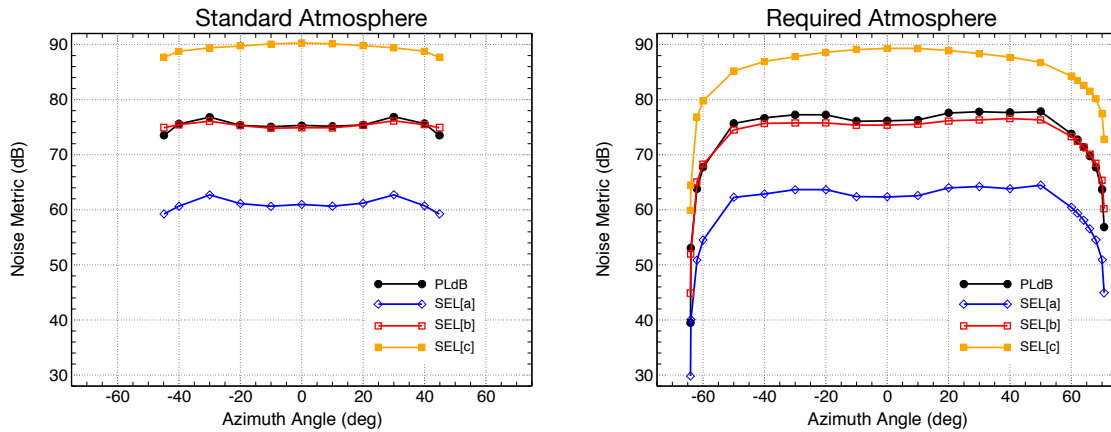 Standard Atmosphere
90
80
70
60
50
40
30
Noise Metric (dB)
PLdB
SEL[a]
SEL[b]
SEL[c]
-60 -40 -20 0 20 40 60
Azimuth Angle (deg)
Required Atmosphere
90
80
70
60
50
40
30
Noise Metric (dB)
PLdB
SEL[a]
SEL[b]
SEL[c]
-60 -40 -20 0 20 40 60
Azimuth Angle (deg)